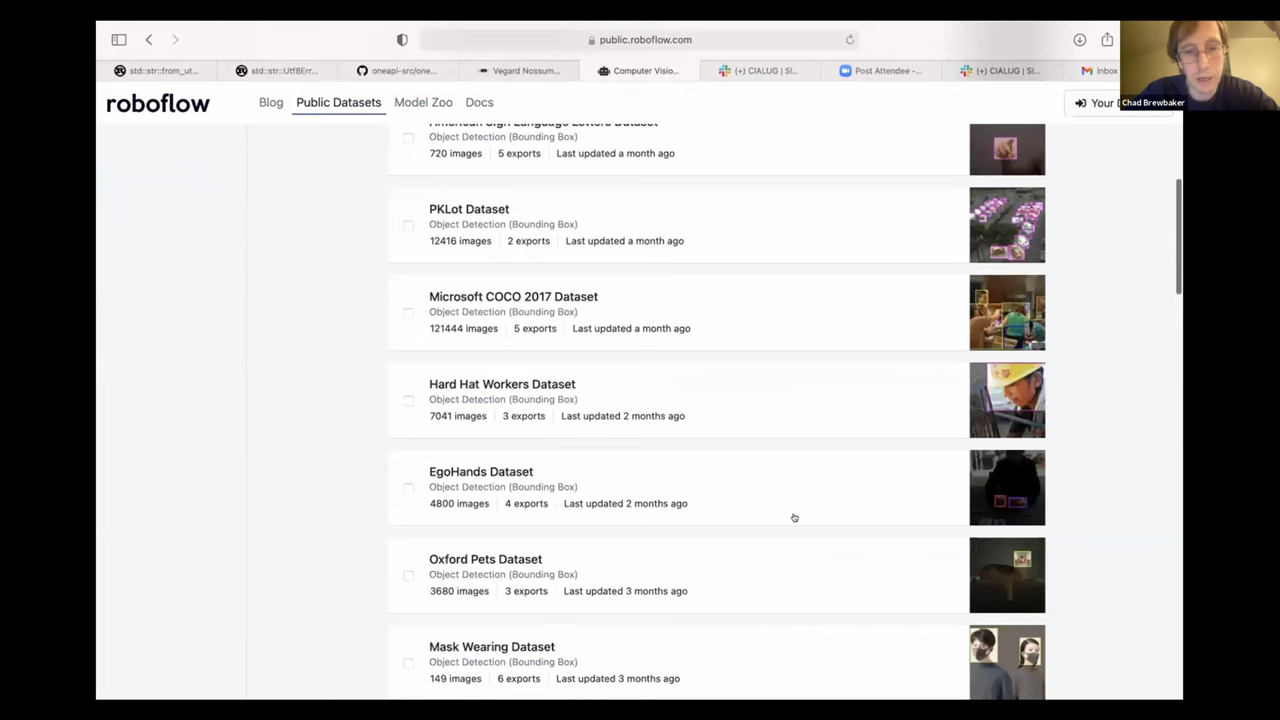 public.roboflow.com
std::str::from_ut...
std::str::Utf8Err...
oneapi-src/one...
Vegard Nossum...
Computer Visio...
(+) CIALUG | Sl...
Post Attendee -...
(+) CIALUG | Sl...
Inbox
roboflow
Blog
Public Datasets
Model Zoo
Docs
Your
Chad Brewbaker
American Sign Language Letters Dataset
Object Detection (Bounding Box)
720 images 5 exports Last updated a month ago
PKLot Dataset
Object Detection (Bounding Box)
12416 images 2 exports Last updated a month ago
Microsoft COCO 2017 Dataset
Object Detection (Bounding Box)
121444 images 5 exports Last updated a month ago
Hard Hat Workers Dataset
Object Detection (Bounding Box)
7041 images 3 exports Last updated 2 months ago
EgoHands Dataset
Object Detection (Bounding Box)
4800 images 4 exports Last updated 2 months ago
Oxford Pets Dataset
Object Detection (Bounding Box)
3680 images 3 exports Last updated 3 months ago
Mask Wearing Dataset
Object Detection (Bounding Box)
149 images 6 exports Last updated 3 months ago